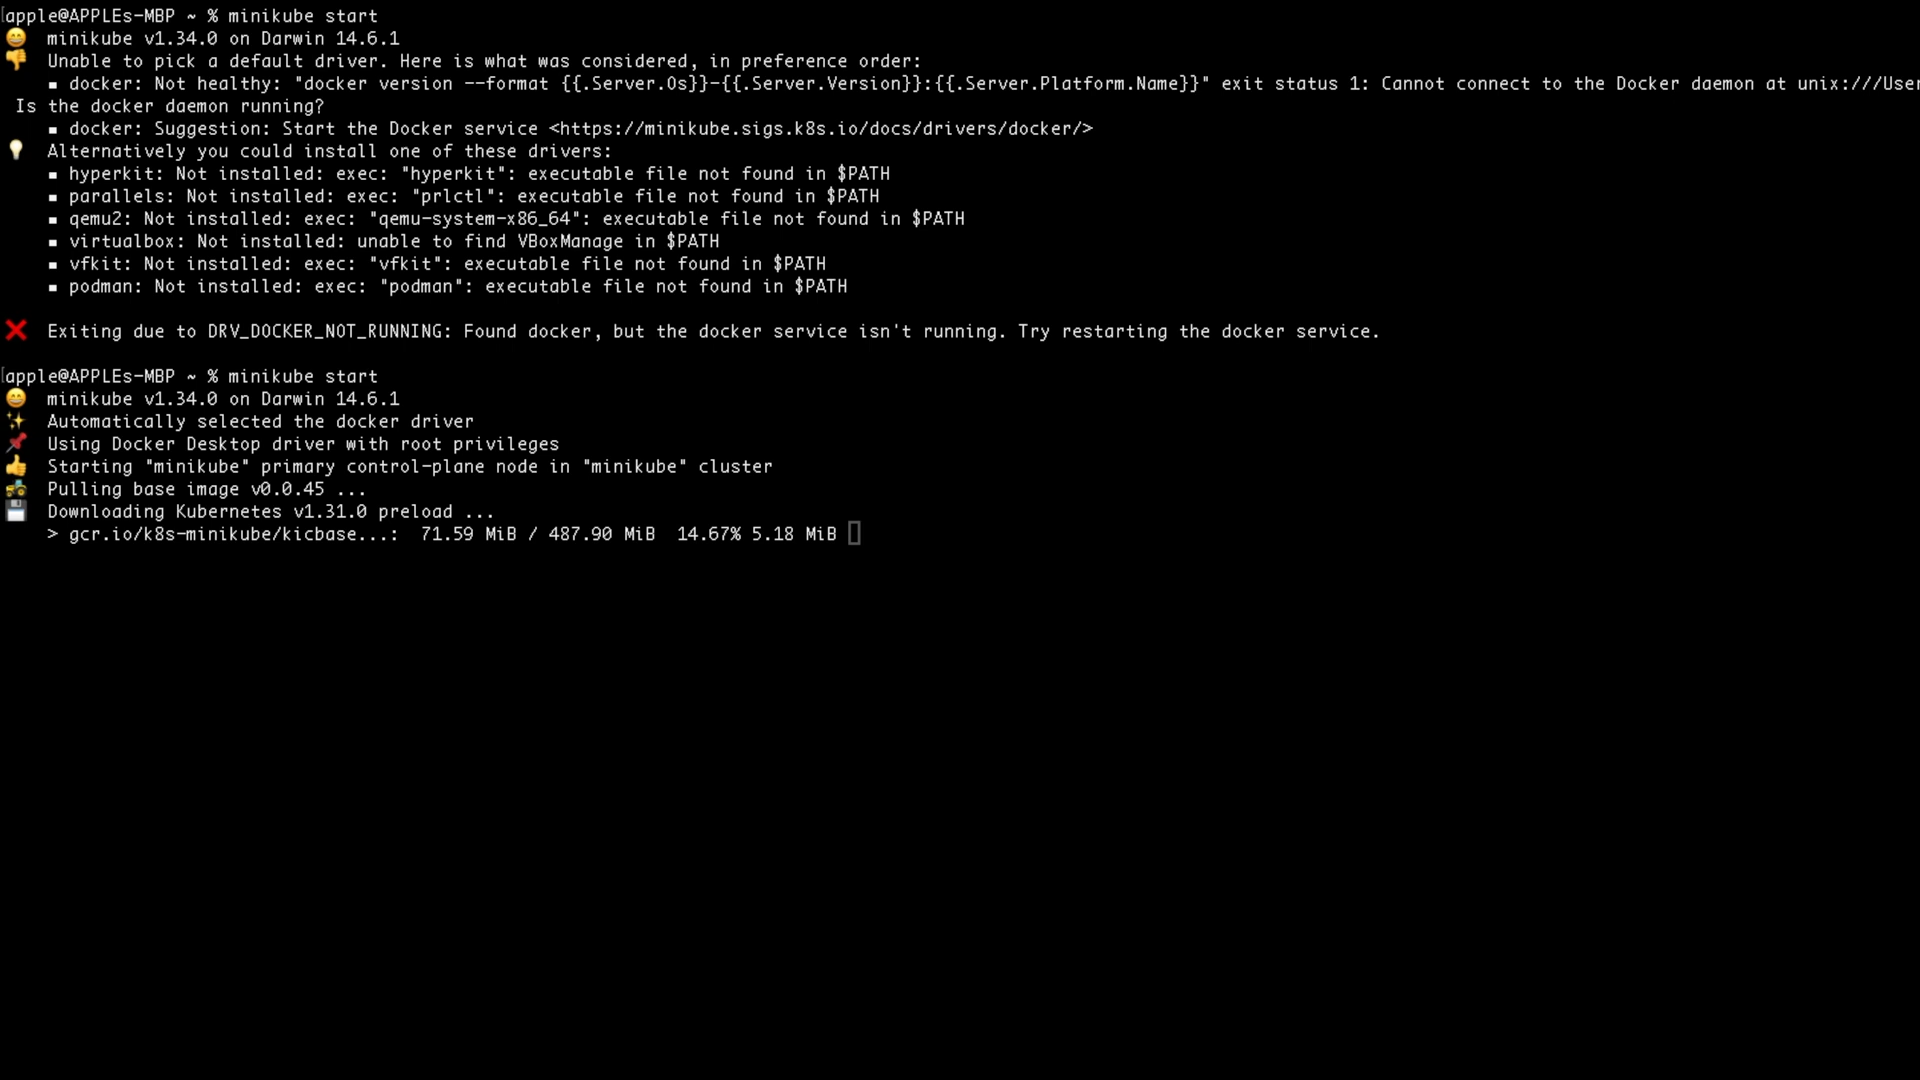 apple@APPLEs-MBP ~ % minikube start
😄 minikube v1.34.0 on Darwin 14.6.1
👎 Unable to pick a default driver. Here is what was considered, in preference order:
▪ docker: Not healthy: "docker version --format {{.Server.Os}}-{{.Server.Version}}:{{.Server.Platform.Name}}" exit status 1: Cannot connect to the Docker daemon at unix:///User
Is the docker daemon running?
▪ docker: Suggestion: Start the Docker service <https://minikube.sigs.k8s.io/docs/drivers/docker/>
💡 Alternatively you could install one of these drivers:
▪ hyperkit: Not installed: exec: "hyperkit": executable file not found in $PATH
▪ parallels: Not installed: exec: "prlctl": executable file not found in $PATH
▪ qemu2: Not installed: exec: "qemu-system-x86_64": executable file not found in $PATH
▪ virtualbox: Not installed: unable to find VBoxManage in $PATH
▪ vfkit: Not installed: exec: "vfkit": executable file not found in $PATH
▪ podman: Not installed: exec: "podman": executable file not found in $PATH
❌ Exiting due to DRV_DOCKER_NOT_RUNNING: Found docker, but the docker service isn't running. Try restarting the docker service.
apple@APPLEs-MBP ~ % minikube start
😄 minikube v1.34.0 on Darwin 14.6.1
✨ Automatically selected the docker driver
📌 Using Docker Desktop driver with root privileges
👍 Starting "minikube" primary control-plane node in "minikube" cluster
🚜 Pulling base image v0.0.45 ...
💾 Downloading Kubernetes v1.31.0 preload ...
> gcr.io/k8s-minikube/kicbase...: 71.59 MiB / 487.90 MiB 14.67% 5.18 MiB